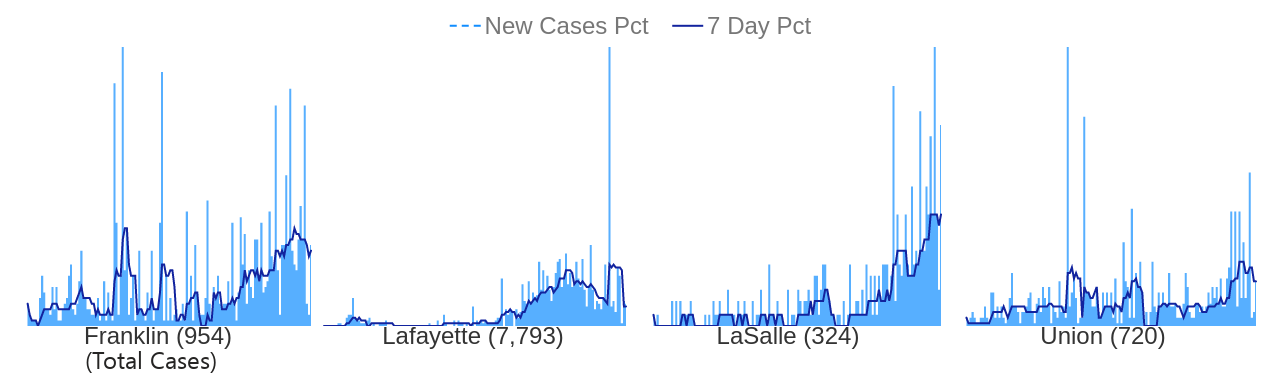 New Cases Pct 7 Day Pct
Franklin (954) Lafayette (7,793) LaSalle (324) Union (720)
(Total Cases)